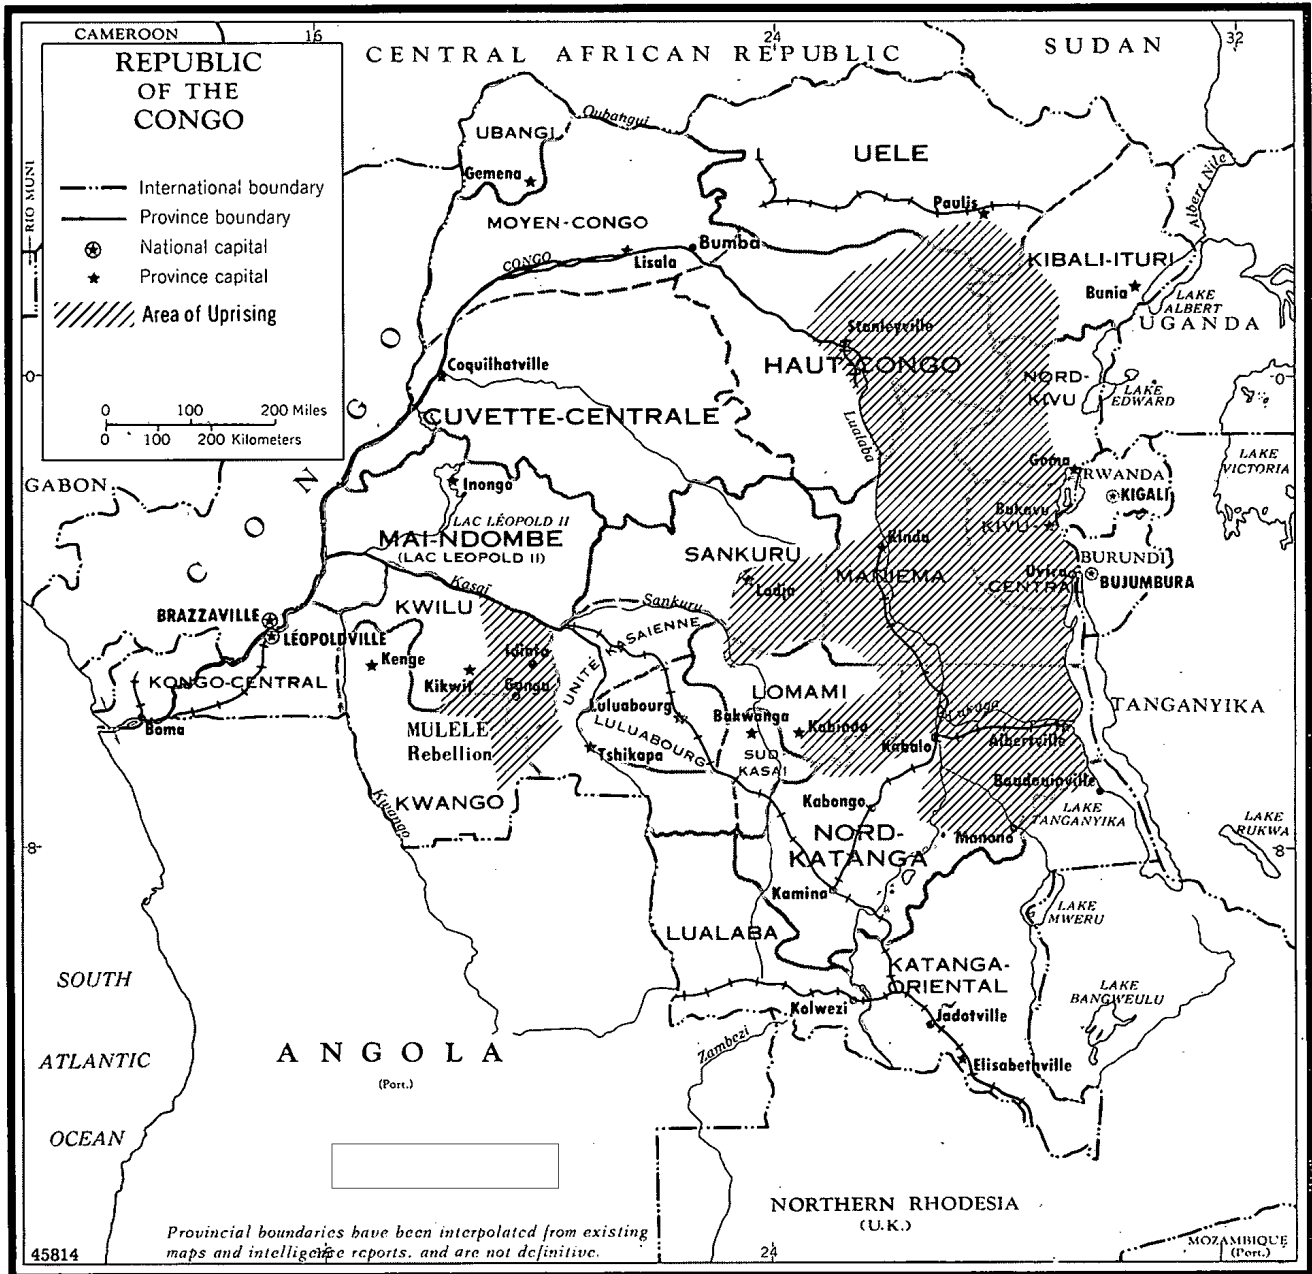 CAMEROON
16
24
32
CENTRAL AFRICAN REPUBLIC
SUDAN
REPUBLIC
OF THE
CONGO
International boundary
Province boundary
National capital
Province capital
Area of Uprising
0 100 200 Miles
0 100 200 Kilometers
RIO MUNI
Oubangui
UBANGI
Gemena
UELE
Paulis
Albert Nile
MOYEN-CONGO
CONGO
Lisala
Bumba
KIBALI-ITURI
Bunia
LAKE
ALBERT
UGANDA
Stanleyville
HAUT-CONGO
0
0
Coquilhatville
CUVETTE-CENTRALE
NORD-
KIVU
LAKE
EDWARD
Lualaba
CONGO
GABON
Inongo
LAC LÉOPOLD II
MAI-NDOMBE
(LAC LEOPOLD II)
Goma
RWANDA
KIGALI
LAKE
VICTORIA
Bukavu
KIVU-
CENTRAL
SANKURU
Kindu
MANIEMA
Lodja
BURUNDI
Uvira
BUJUMBURA
Kasaï
Sankuru
KWILU
BRAZZAVILLE
LÉOPOLDVILLE
Kenge
Kikwit
Idiofa
Gungu
UNITÉ KASAIENNE
KONGO-CENTRAL
Boma
LOMAMI
Luluabourg
LULUABOURG
Bakwanga
Kabinda
SUD
KASAI
MULELE
Rebellion
Tshikapa
Lukuga
Kabalo
Albertville
TANGANYIKA
Baudouinville
LAKE
TANGANYIKA
LAKE
RUKWA
KWANGO
Kwango
Kabongo
NORD-
KATANGA
Manono
8
8
Kamina
LAKE
MWERU
LUALABA
KATANGA-
ORIENTAL
LAKE
BANGWEULU
Kolwezi
Jadotville
Elisabethville
Zambezi
SOUTH
ATLANTIC
OCEAN
ANGOLA
(Port.)
NORTHERN RHODESIA
(U.K.)
MOZAMBIQUE
(Port.)
Provincial boundaries have been interpolated from existing
maps and intelligence reports. and are not definitive.
45814
24